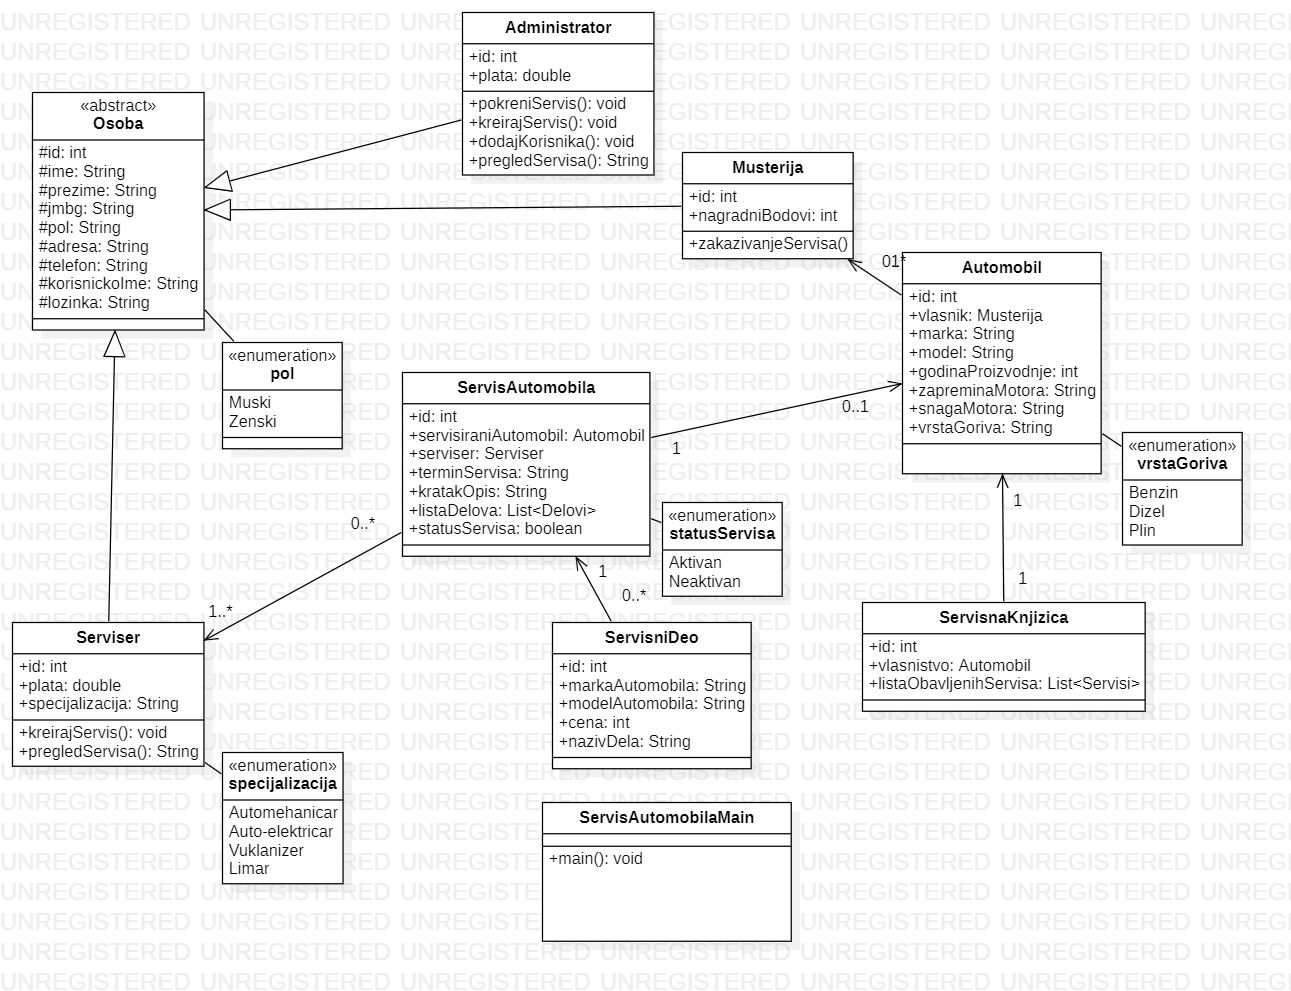 Administrator
+id: int
+plata: double
+pokreniServis(): void
+kreirajServis(): void
+dodajKorisnika(): void
+pregledServisa(): String
«abstract»
Osoba
#id: int
#ime: String
#prezime: String
#jmbg: String
#pol: String
#adresa: String
#telefon: String
#korisnickoIme: String
#lozinka: String
Musterija
+id: int
+nagradniBodovi: int
+zakazivanjeServisa()
01*
Automobil
+id: int
+vlasnik: Musterija
+marka: String
+model: String
+godinaProizvodnje: int
+zapreminaMotora: String
+snagaMotora: String
+vrstaGoriva: String
«enumeration»
pol
Muski
Zenski
ServisAutomobila
+id: int
+servisiraniAutomobil: Automobil
+serviser: Serviser
+terminServisa: String
+kratakOpis: String
+listaDelova: List<Delovi>
+statusServisa: boolean
0..1
1
«enumeration»
vrstaGoriva
Benzin
Dizel
Plin
«enumeration»
statusServisa
Aktivan
Neaktivan
0..*
1..*
1
0..*
1
1
Serviser
+id: int
+plata: double
+specijalizacija: String
+kreirajServis(): void
+pregledServisa(): String
ServisniDeo
+id: int
+markaAutomobila: String
+modelAutomobila: String
+cena: int
+nazivDela: String
ServisnaKnjizica
+id: int
+vlasnistvo: Automobil
+listaObavljenihServisa: List<Servisi>
«enumeration»
specijalizacija
Automehanicar
Auto-elektricar
Vuklanizer
Limar
ServisAutomobilaMain
+main(): void
UNREGISTERED